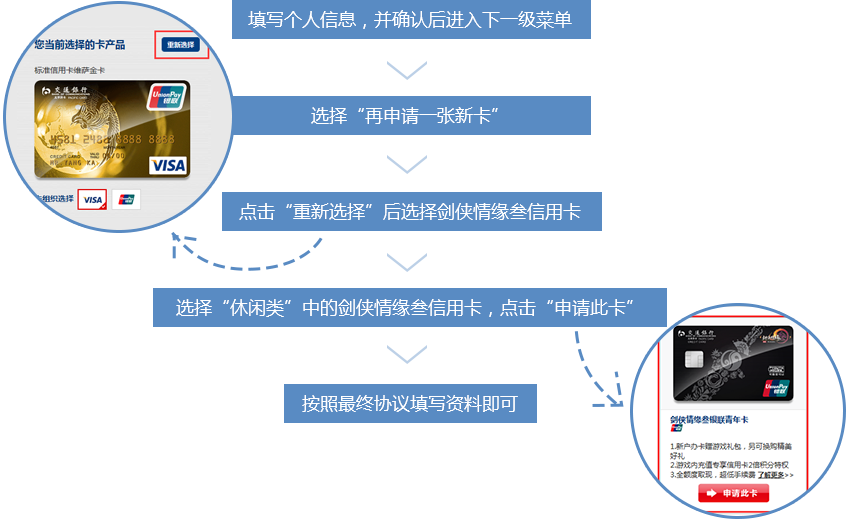 填写个人信息，并确认后进入下一级菜单
您当前选择的卡产品
重新选择
标准信用卡维萨金卡
交通银行
UnionPay
银联
CREDIT CARD
VISA
组织选择
VISA
选择“再申请一张新卡”
点击“重新选择”后选择剑侠情缘叁信用卡
选择“休闲类”中的剑侠情缘叁信用卡，点击“申请此卡”
按照最终协议填写资料即可
交通银行
UnionPay
银联
剑侠情缘叁银联青年卡
1.新户办卡赠游戏礼包，另可换购精美
好礼
2.游戏内充值专享信用卡2倍积分特权
3.全额度取现，超低手续费 了解更多>>
申请此卡